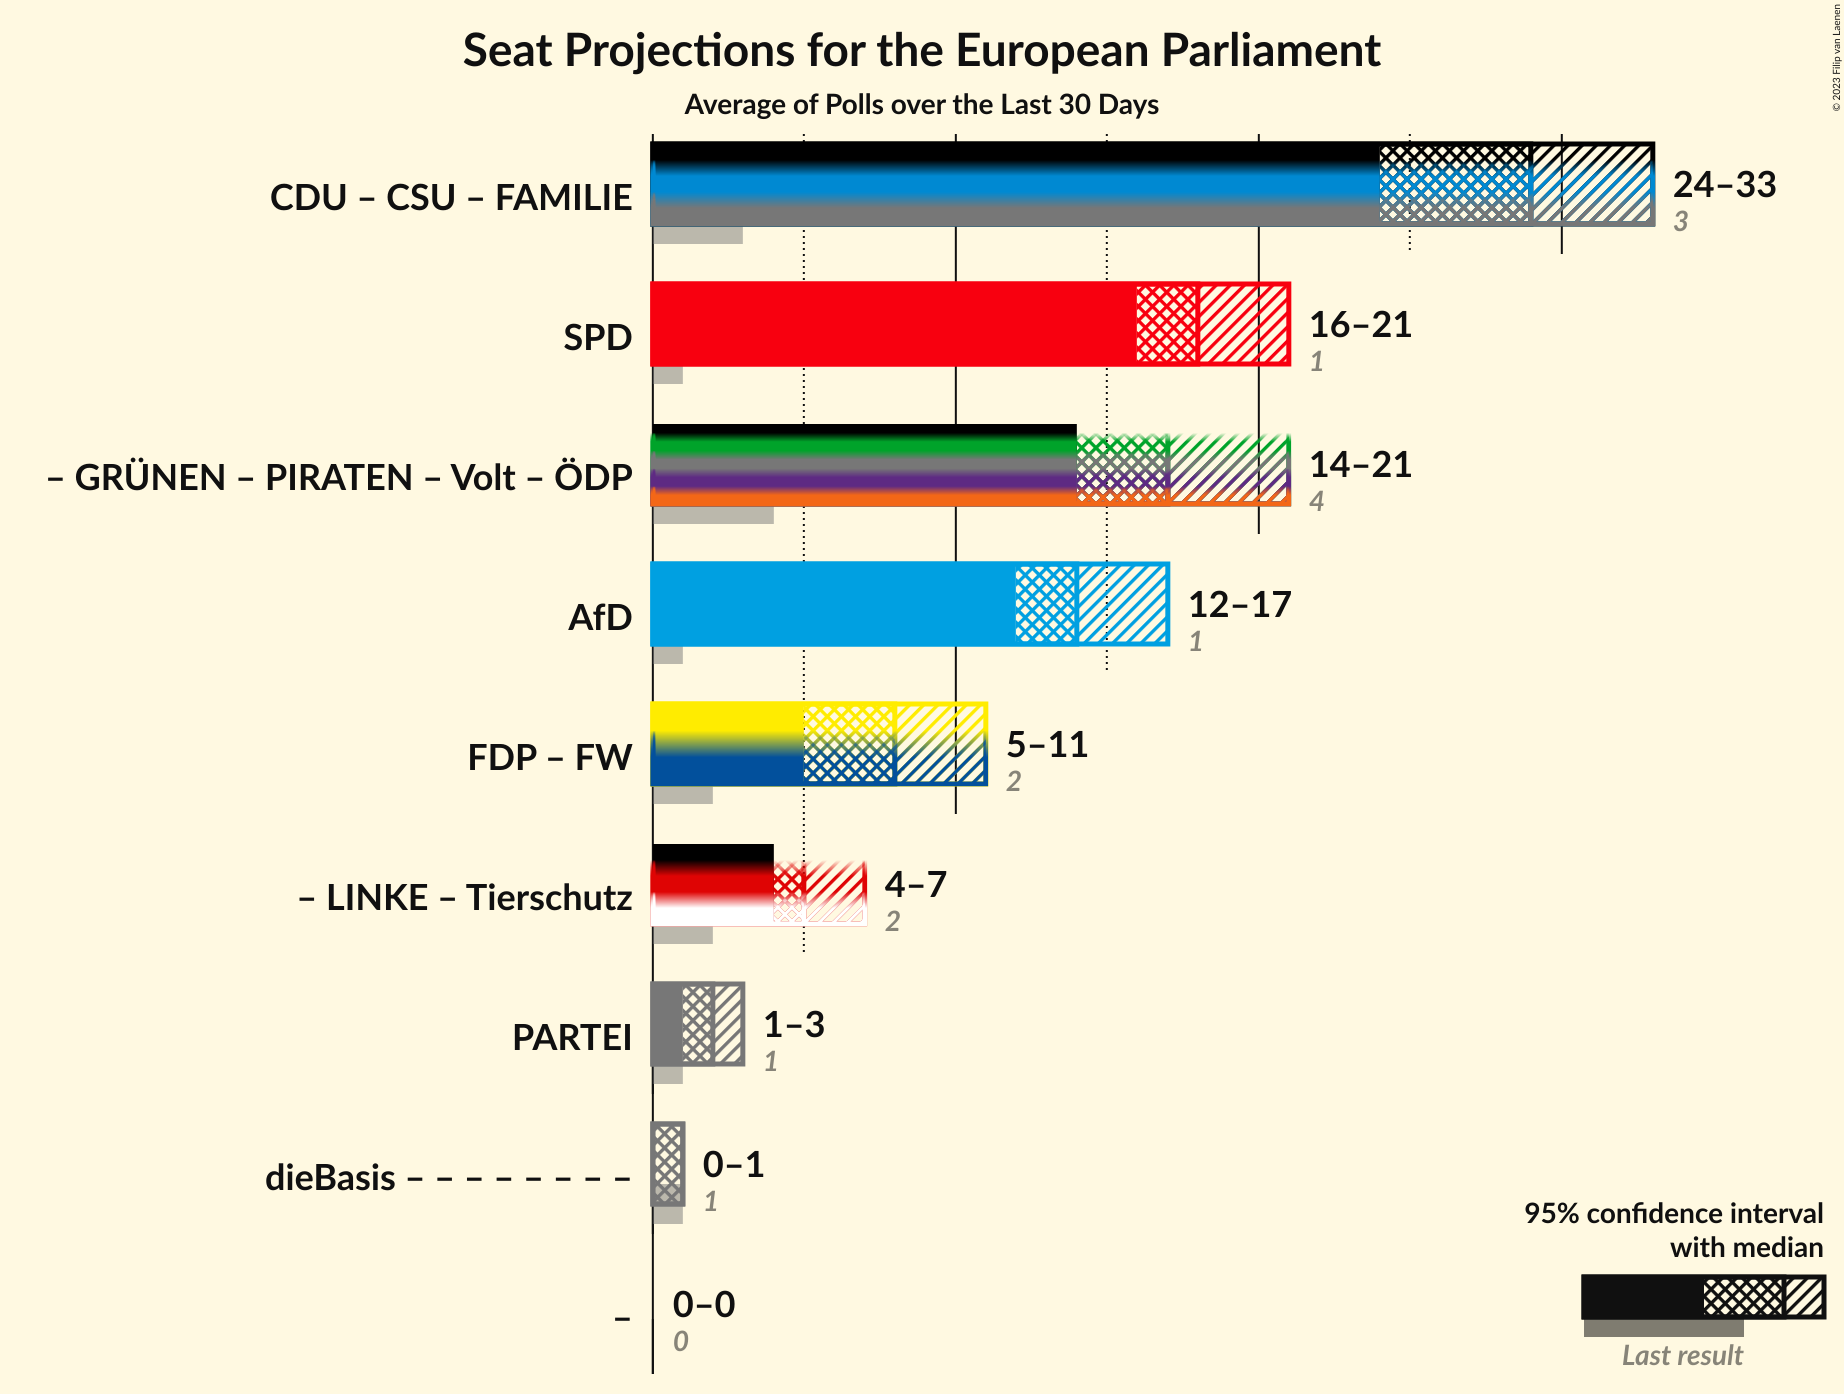 Seat Projections for the European Parliament
Average of Polls over the Last 30 Days
© 2023 Filip van Laenen
CDU – CSU – FAMILIE
24–33
3
SPD
16–21
1
– GRÜNEN – PIRATEN – Volt – ÖDP
14–21
4
AfD
12–17
1
FDP – FW
5–11
2
– LINKE – Tierschutz
4–7
2
PARTEI
1–3
1
dieBasis – – – – – – – –
0–1
1
–
0–0
0
95% confidence interval
with median
Last result